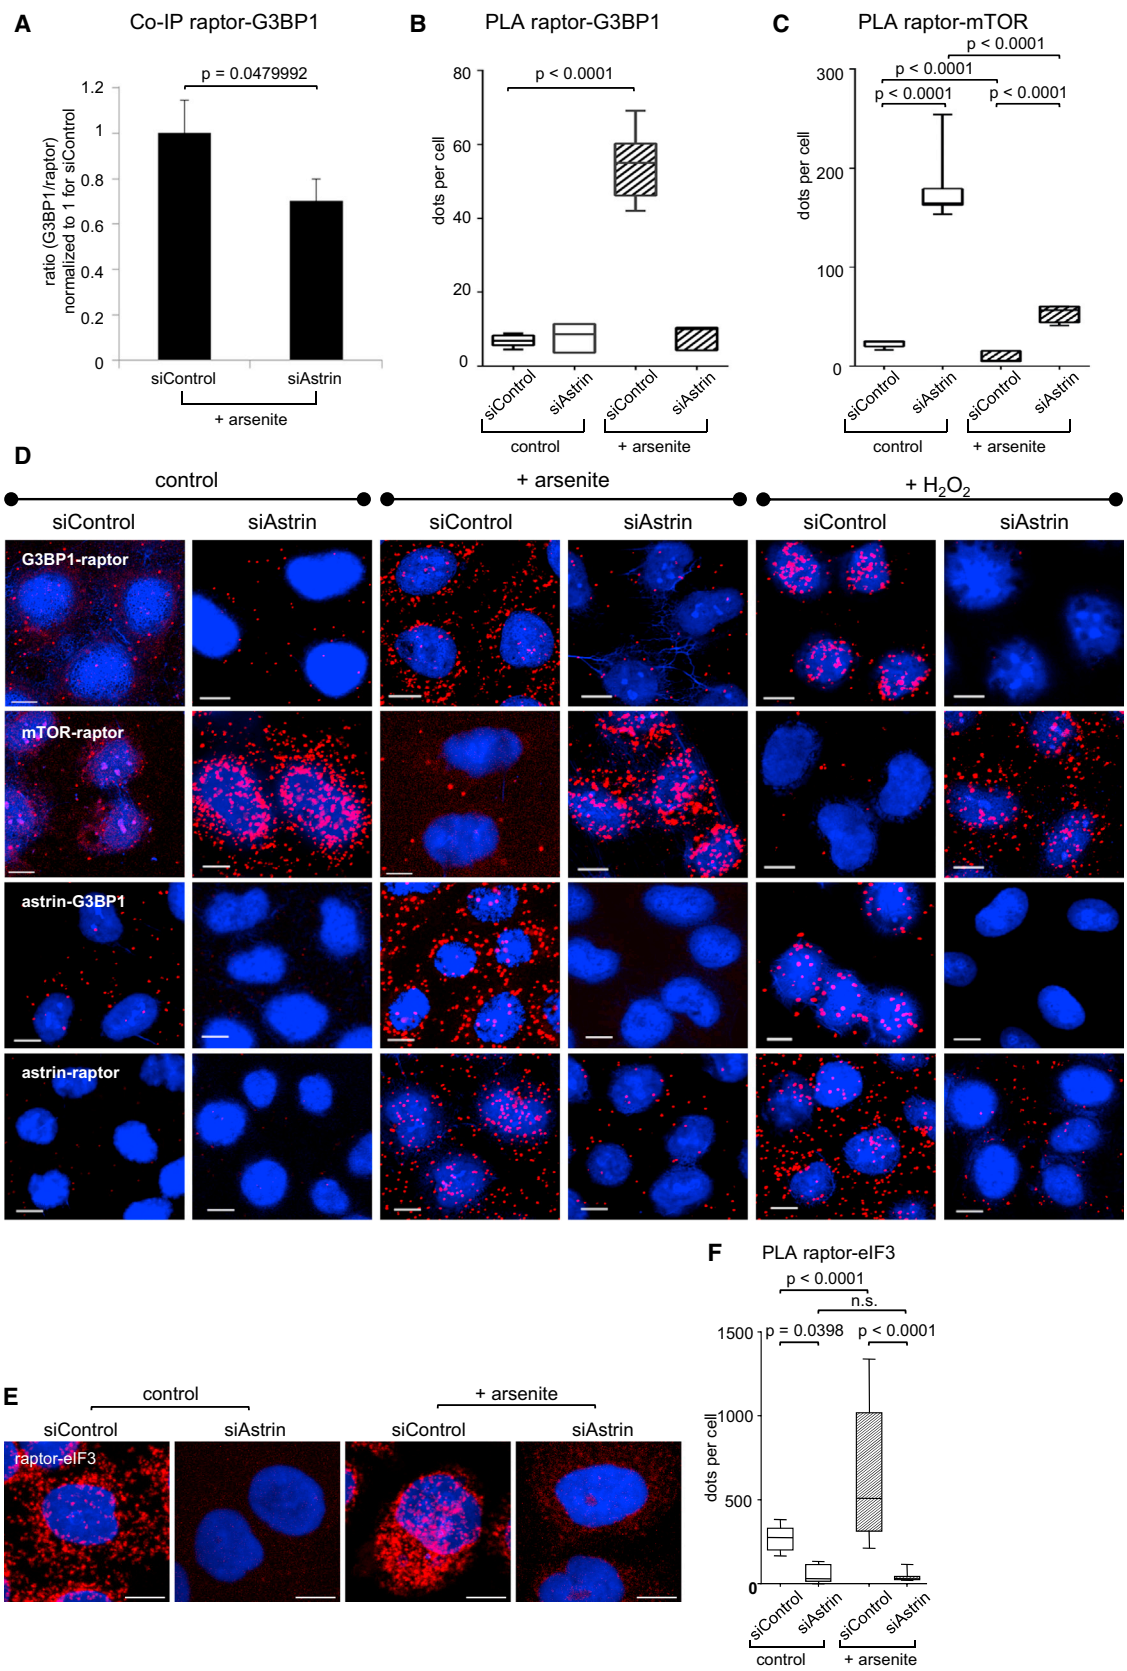 A
Co-IP raptor-G3BP1
p = 0.0479992
ratio (G3BP1/raptor)
normalized to 1 for siControl
1.2
1
0.8
0.6
0.4
0.2
0
siControl
siAstrin
+ arsenite
B
PLA raptor-G3BP1
p < 0.0001
dots per cell
80
60
40
20
0
siControl
siAstrin
siControl
siAstrin
control
+ arsenite
C
PLA raptor-mTOR
p < 0.0001
p < 0.0001
p < 0.0001
p < 0.0001
dots per cell
300
200
100
0
siControl
siAstrin
siControl
siAstrin
control
+ arsenite
D
control
+ arsenite
+ H2O2
siControl
siAstrin
siControl
siAstrin
siControl
siAstrin
G3BP1-raptor
mTOR-raptor
astrin-G3BP1
astrin-raptor
E
control
+ arsenite
siControl
siAstrin
siControl
siAstrin
raptor-eIF3
F
PLA raptor-eIF3
p < 0.0001
n.s.
p = 0.0398
p < 0.0001
dots per cell
1500
1000
500
0
siControl
siAstrin
siControl
siAstrin
control
+ arsenite